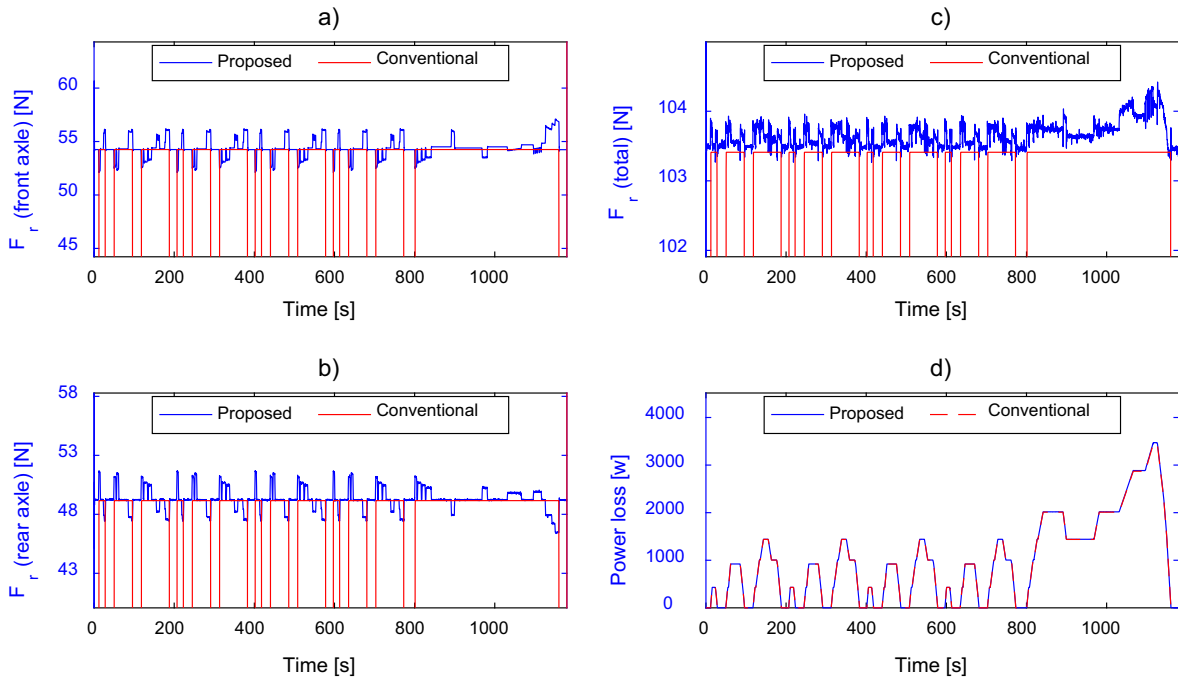 a)
Proposed Conventional
60
55
50
45
F r (front axle) [N]
0 200 400 600 800 1000
Time [s]
c)
Proposed Conventional
104
103
102
F r (total) [N]
0 200 400 600 800 1000
Time [s]
b)
Proposed Conventional
58
53
48
43
F r (rear axle) [N]
0 200 400 600 800 1000
Time [s]
d)
Proposed Conventional
4000
3000
2000
1000
0
Power loss [w]
0 200 400 600 800 1000
Time [s]